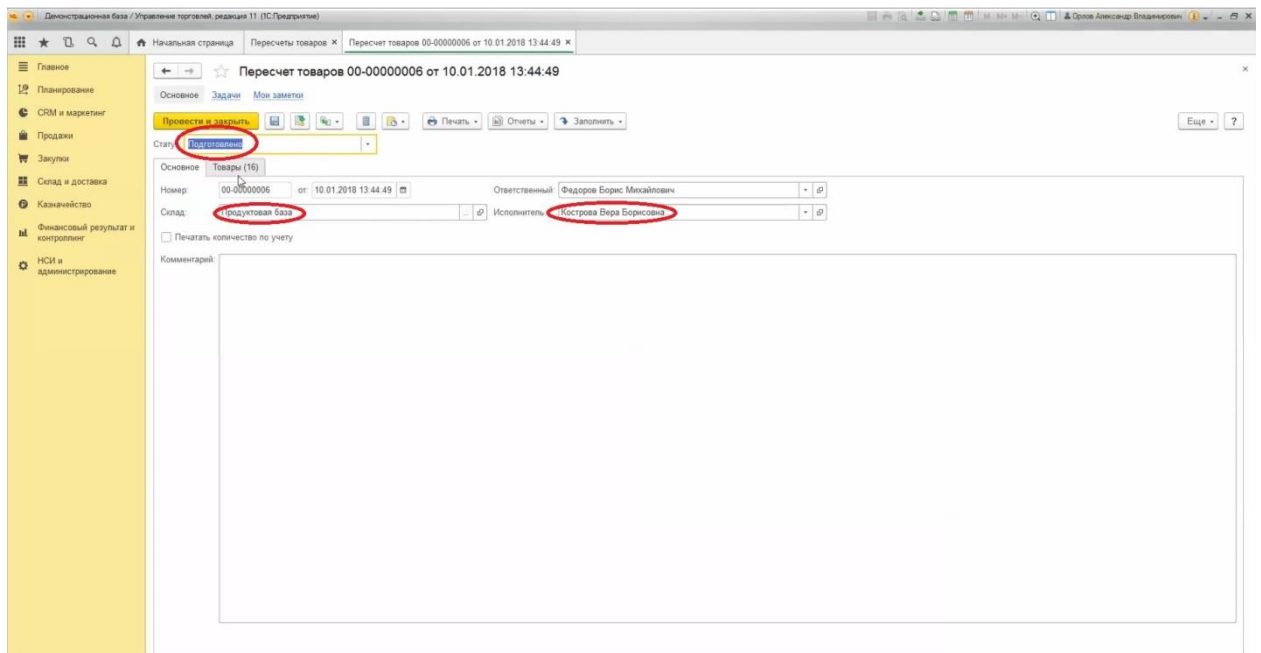 Демонстрационная база / Управление торговлей, редакция 11 (1С:Предприятие)
M M+ M- Орлов Александр Владимирович
Начальная страница Пересчеты товаров × Пересчет товаров 00-00000006 от 10.01.2018 13:44:49 ×
Главное
Планирование
CRM и маркетинг
Продажи
Закупки
Склад и доставка
Казначейство
Финансовый результат и
контроллинг
НСИ и
администрирование
Пересчет товаров 00-00000006 от 10.01.2018 13:44:49
Основное Задачи Мои заметки
Провести и закрыть Печать Отчеты Заполнить Еще ?
Статус: Подготовлено
Основное Товары (16)
Номер: 00-00000006 от: 10.01.2018 13:44:49 Ответственный: Федоров Борис Михайлович
Склад: Продуктовая база ... Исполнитель: Кострова Вера Борисовна
Печатать количество по учету
Комментарий: